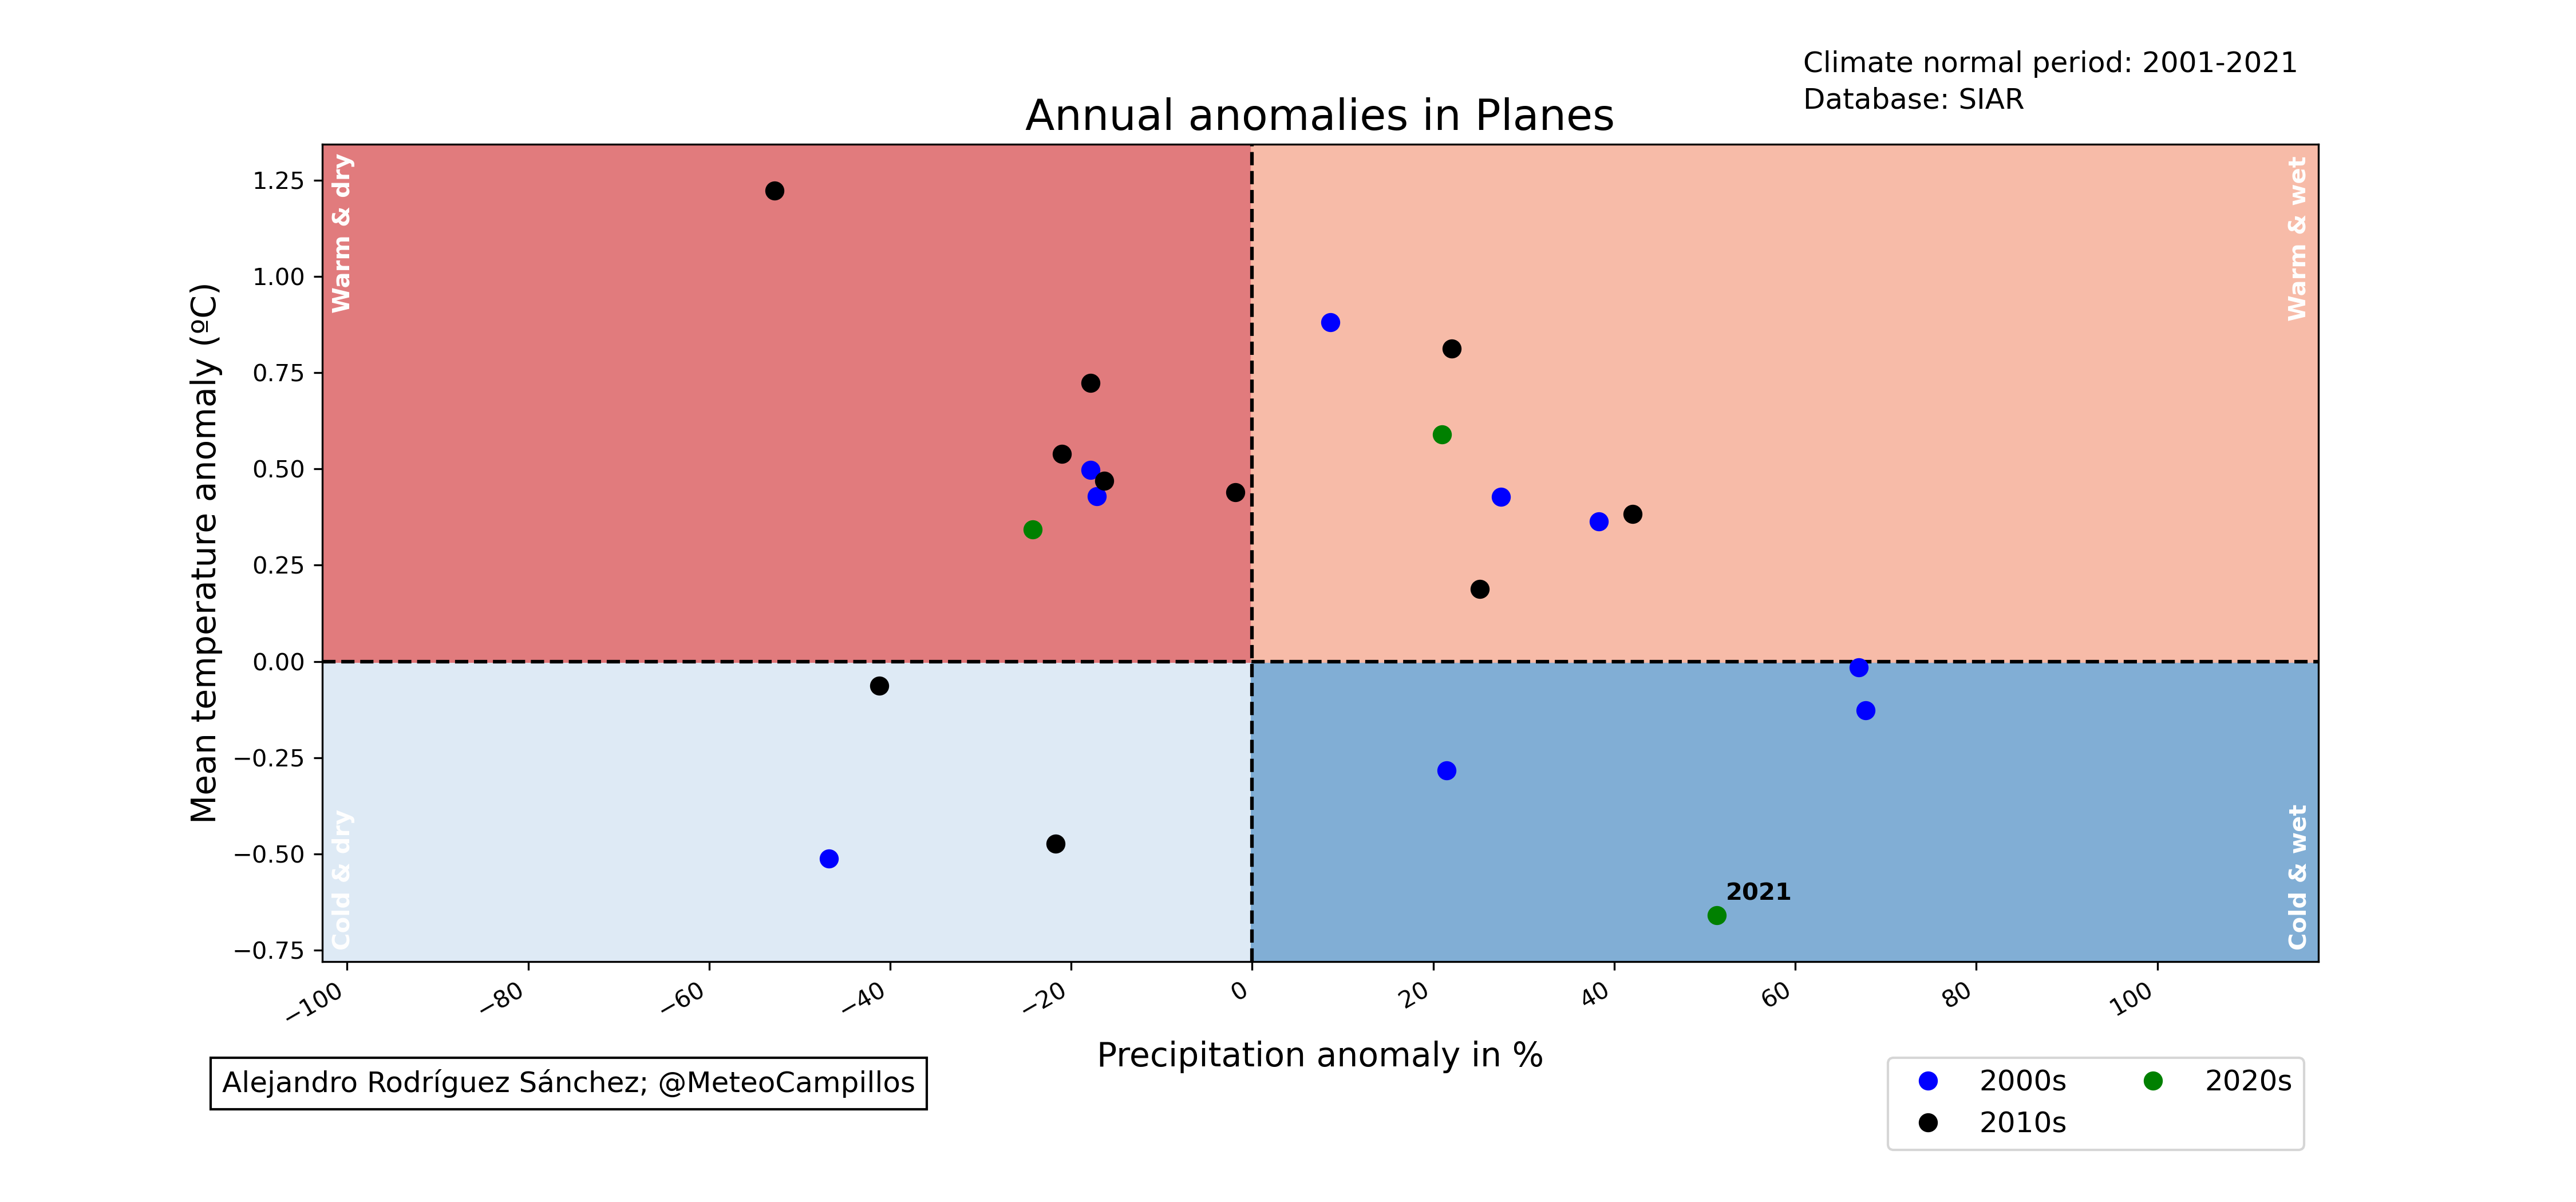 Climate normal period: 2001-2021
Database: SIAR
Annual anomalies in Planes
Warm & dry
Warm & wet
Cold & dry
Cold & wet
Mean temperature anomaly (ºC)
1.25
1.00
0.75
0.50
0.25
0.00
−0.25
−0.50
−0.75
2021
−100
−80
−60
−40
−20
0
20
40
60
80
100
Precipitation anomaly in %
Alejandro Rodríguez Sánchez; @MeteoCampillos
2000s
2010s
2020s